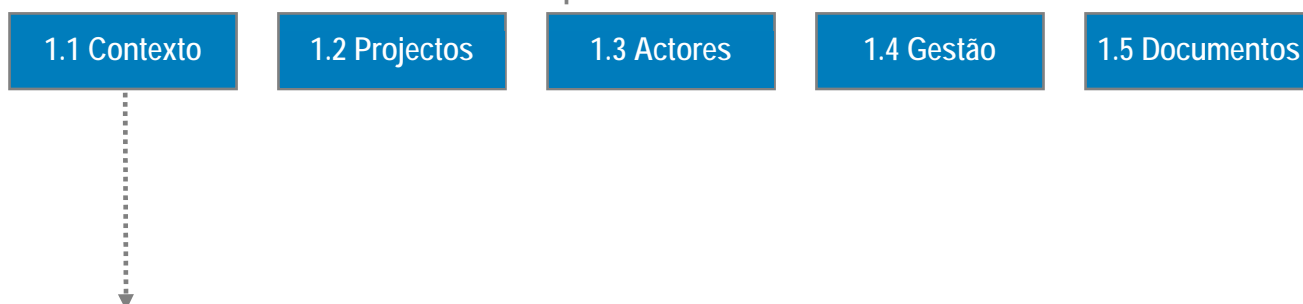 1.1 Contexto
1.2 Projectos
1.3 Actores
1.4 Gestão
1.5 Documentos